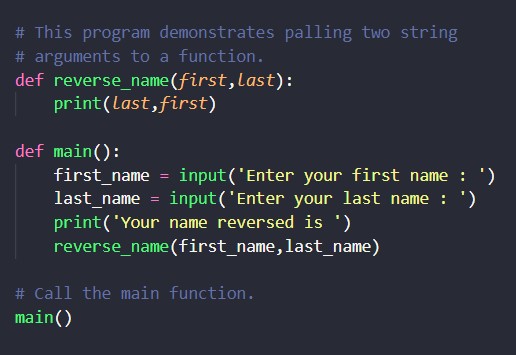 # This program demonstrates palling two string
# arguments to a function.
def reverse_name(first,last):
    print(last,first)

def main():
    first_name = input('Enter your first name : ')
    last_name = input('Enter your last name : ')
    print('Your name reversed is ')
    reverse_name(first_name,last_name)

# Call the main function.
main()